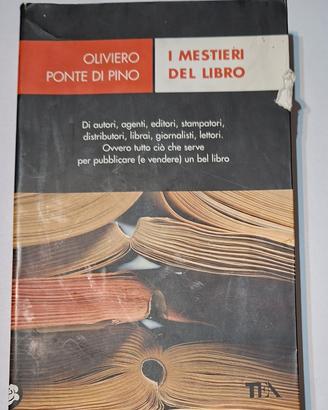 OLIVIERO
PONTE DI PINO
I MESTIERI
DEL LIBRO
Di autori, agenti, editori, stampatori,
distributori, librai, giornalisti, lettori.
Ovvero tutto ciò che serve
per pubblicare (e vendere) un bel libro
TEA